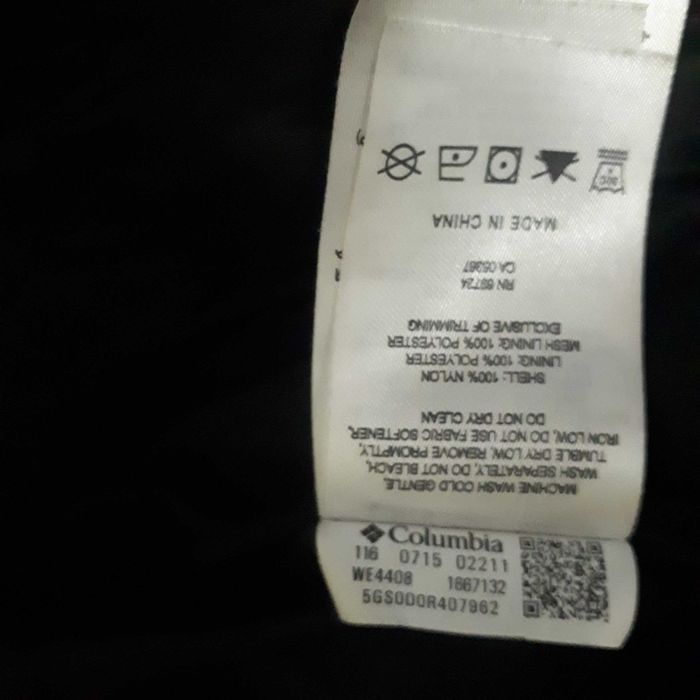 MACHINE WASH COLD GENTLE,
WASH SEPARATELY, DO NOT BLEACH,
TUMBLE DRY LOW, REMOVE PROMPTLY,
IRON LOW, DO NOT USE FABRIC SOFTENER,
DO NOT DRY CLEAN
SHELL: 100% NYLON
LINING: 100% POLYESTER
MESH LINING: 100% POLYESTER
EXCLUSIVE OF TRIMMING
RN 69724
CA 05367
MADE IN CHINA
30C
Columbia
116 0715 02211
WE4408 1667132
5GS0D0R407962